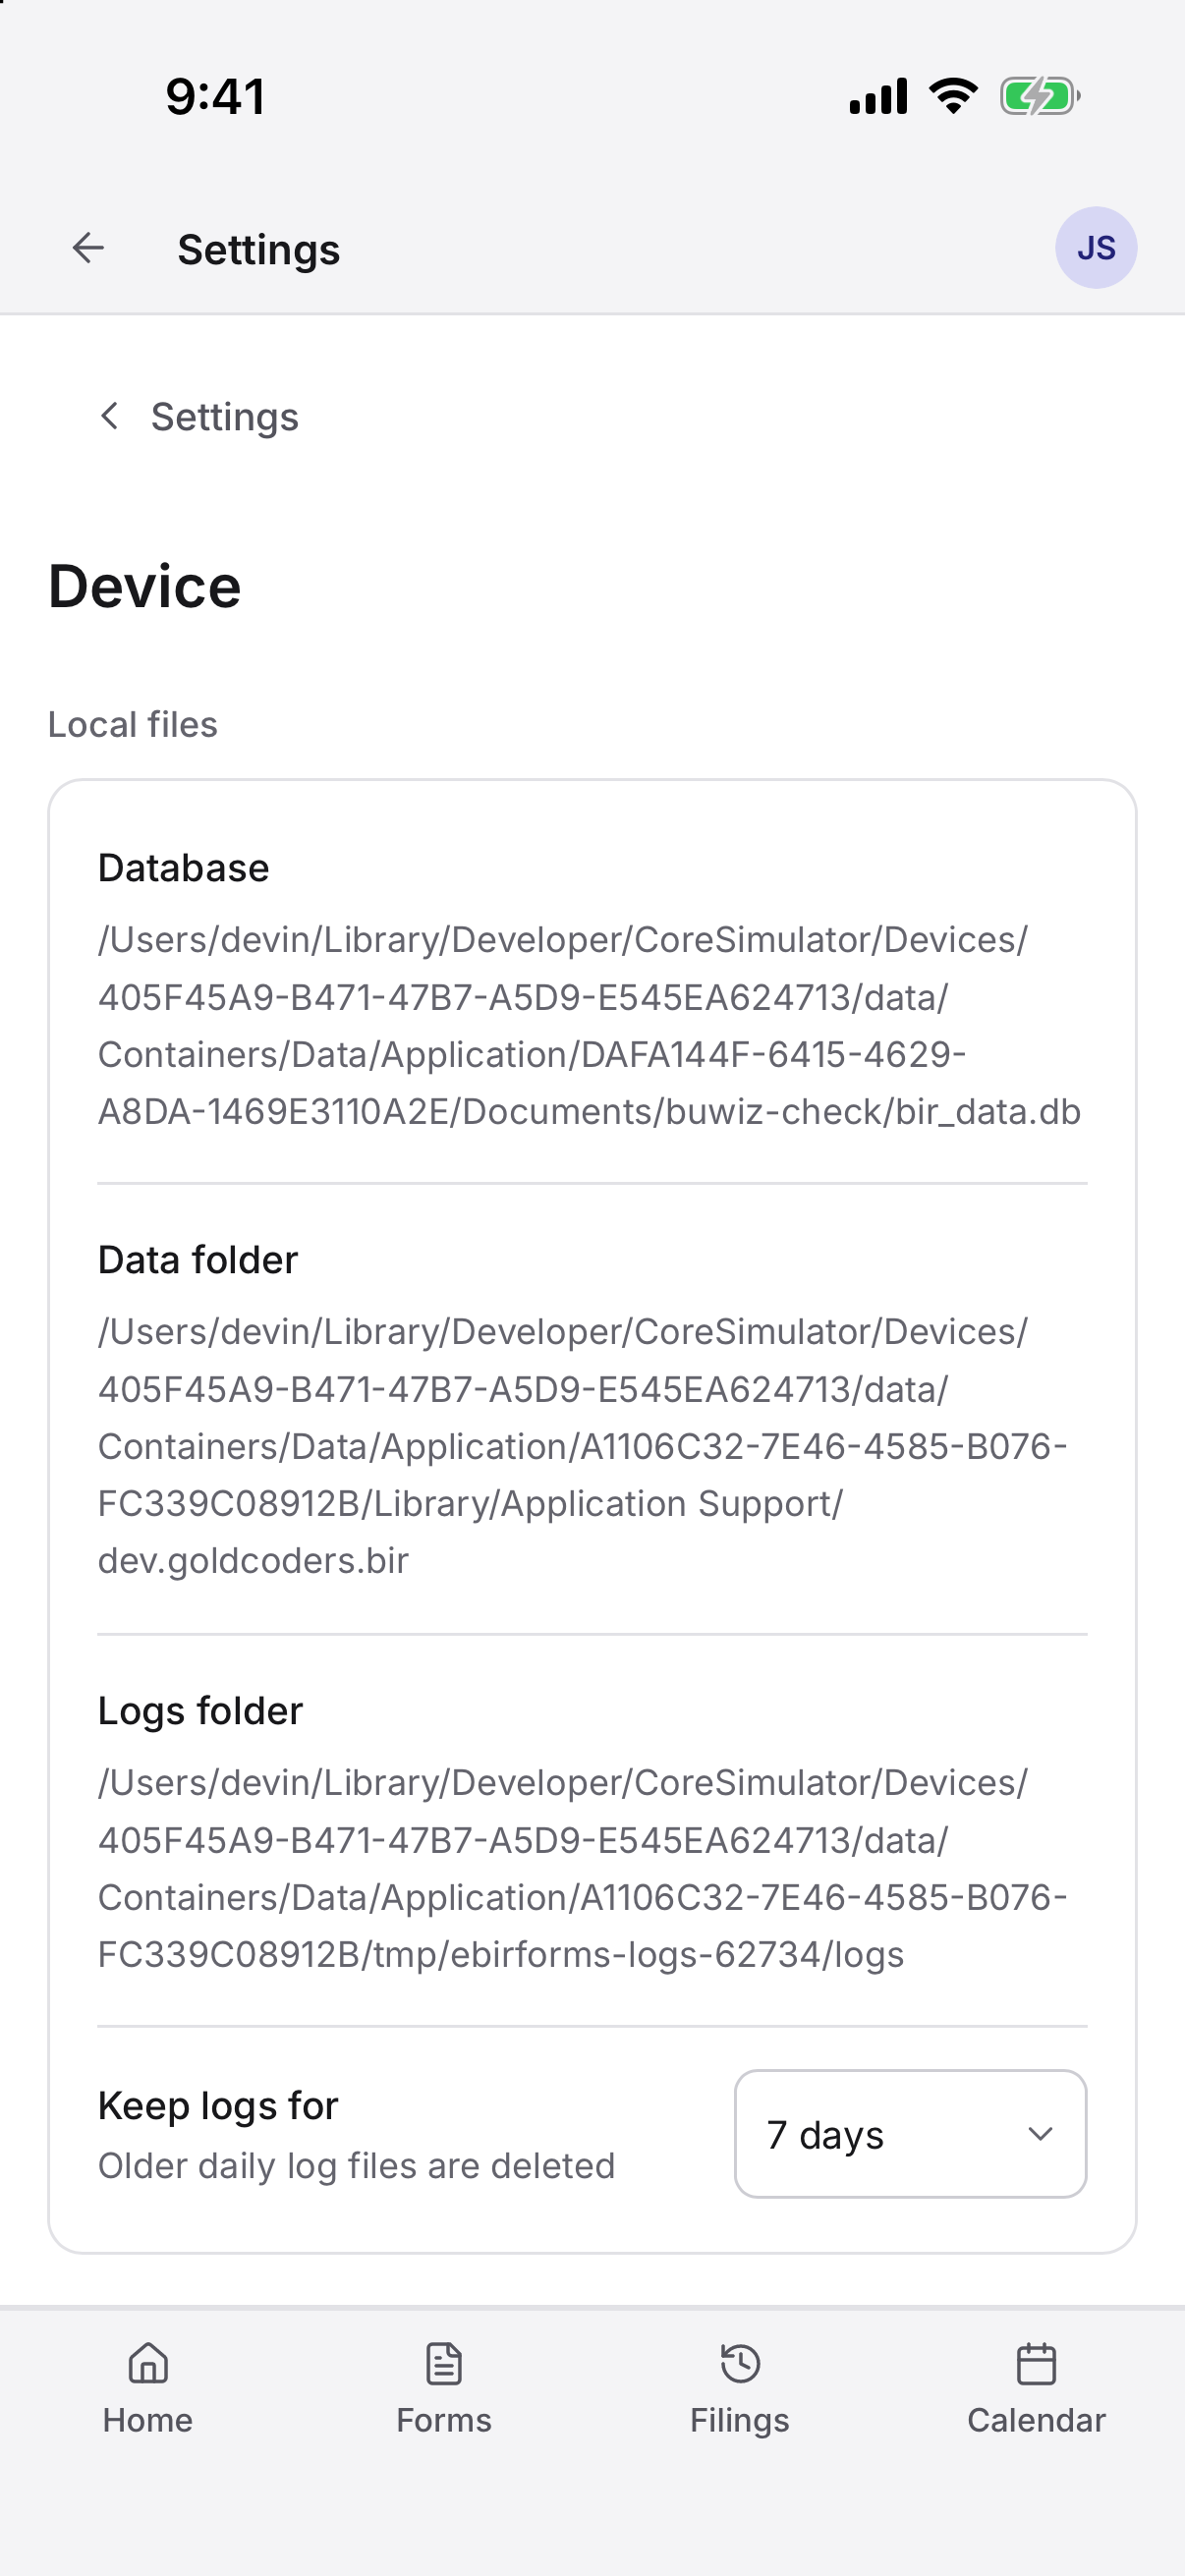 9:41
Settings
JS
Settings
Device
Local files
Database
/Users/devin/Library/Developer/CoreSimulator/Devices/
405F45A9-B471-47B7-A5D9-E545EA624713/data/
Containers/Data/Application/DAFA144F-6415-4629-
A8DA-1469E3110A2E/Documents/buwiz-check/bir_data.db
Data folder
/Users/devin/Library/Developer/CoreSimulator/Devices/
405F45A9-B471-47B7-A5D9-E545EA624713/data/
Containers/Data/Application/A1106C32-7E46-4585-B076-
FC339C08912B/Library/Application Support/
dev.goldcoders.bir
Logs folder
/Users/devin/Library/Developer/CoreSimulator/Devices/
405F45A9-B471-47B7-A5D9-E545EA624713/data/
Containers/Data/Application/A1106C32-7E46-4585-B076-
FC339C08912B/tmp/ebirforms-logs-62734/logs
Keep logs for
Older daily log files are deleted
7 days
Home
Forms
Filings
Calendar